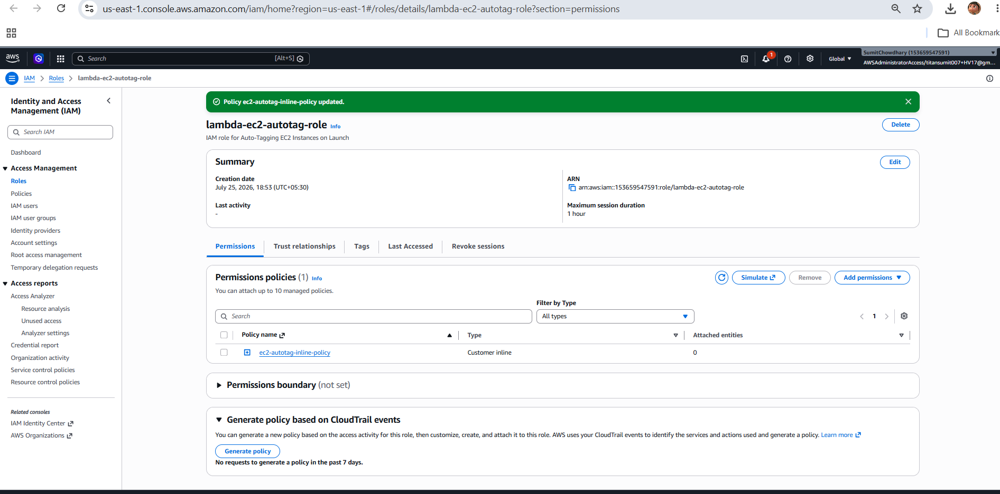 us-east-1.console.aws.amazon.com/iam/home?region=us-east-1#/roles/details/lambda-ec2-autotag-role?section=permissions
All Bookmark
aws
Search
[Alt+S]
1
Global
SumitChowdhary (153659547591)
AWSAdministratorAccess/titansumit007+HV17@gm...
IAM
Roles
lambda-ec2-autotag-role
Identity and Access
Management (IAM)
Search IAM
Dashboard
Access Management
Roles
Policies
IAM users
IAM user groups
Identity providers
Account settings
Root access management
Temporary delegation requests
Access reports
Access Analyzer
Resource analysis
Unused access
Analyzer settings
Credential report
Organization activity
Service control policies
Resource control policies
Related consoles
IAM Identity Center
AWS Organizations
Policy ec2-autotag-inline-policy updated.
lambda-ec2-autotag-role Info
Delete
IAM role for Auto-Tagging EC2 Instances on Launch
Summary
Edit
Creation date
July 25, 2026, 18:53 (UTC+05:30)
ARN
arn:aws:iam::153659547591:role/lambda-ec2-autotag-role
Last activity
-
Maximum session duration
1 hour
Permissions Trust relationships Tags Last Accessed Revoke sessions
Permissions policies (1) Info
Simulate Remove Add permissions
You can attach up to 10 managed policies.
Filter by Type
Search
All types
1
Policy name Type Attached entities
ec2-autotag-inline-policy Customer inline 0
Permissions boundary (not set)
Generate policy based on CloudTrail events
You can generate a new policy based on the access activity for this role, then customize, create, and attach it to this role. AWS uses your CloudTrail events to identify the services and actions used and generate a policy. Learn more
Generate policy
No requests to generate a policy in the past 7 days.